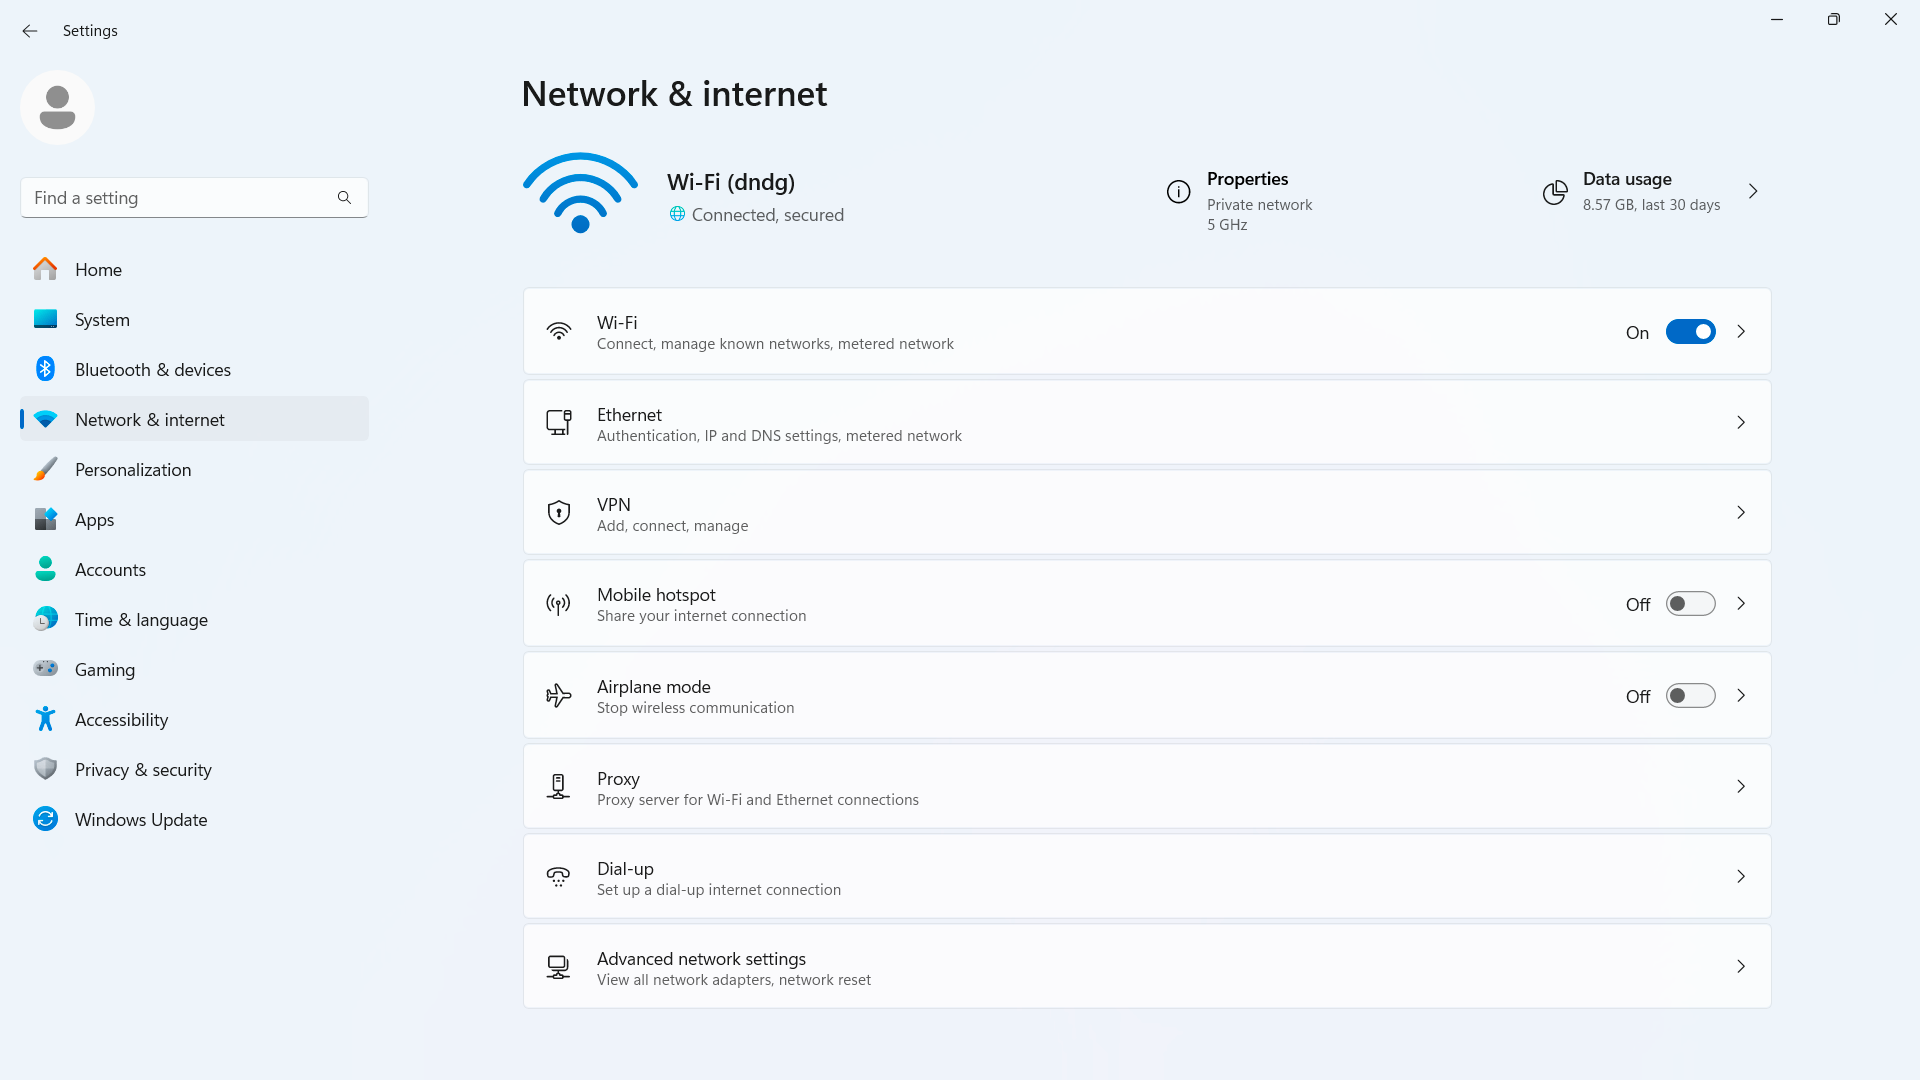 Settings
Find a setting
Home
System
Bluetooth & devices
Network & internet
Personalization
Apps
Accounts
Time & language
Gaming
Accessibility
Privacy & security
Windows Update
Network & internet
Wi-Fi (dndg)
Connected, secured
Properties
Private network
5 GHz
Data usage
8.57 GB, last 30 days
Wi-Fi
Connect, manage known networks, metered network
On
Ethernet
Authentication, IP and DNS settings, metered network
VPN
Add, connect, manage
Mobile hotspot
Share your internet connection
Off
Airplane mode
Stop wireless communication
Off
Proxy
Proxy server for Wi-Fi and Ethernet connections
Dial-up
Set up a dial-up internet connection
Advanced network settings
View all network adapters, network reset